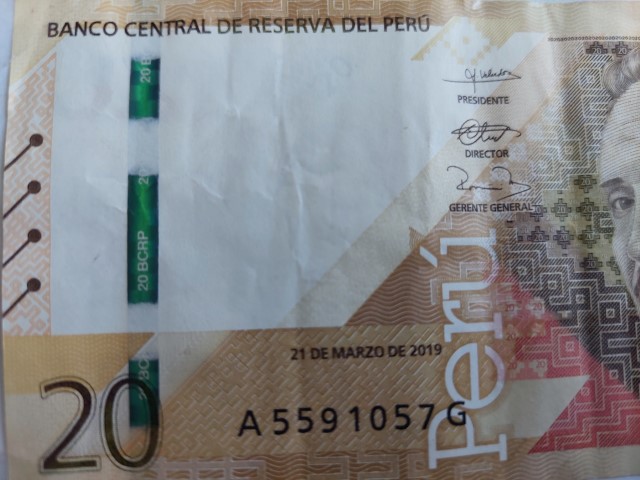 BANCO CENTRAL DE RESERVA DEL PERÚ
20
20 BC
20 BCRP
20
20 B
A5591057G
21 DE MARZO DE 2019
PRESIDENTE
DIRECTOR
GERENTE GENERAL
Perú